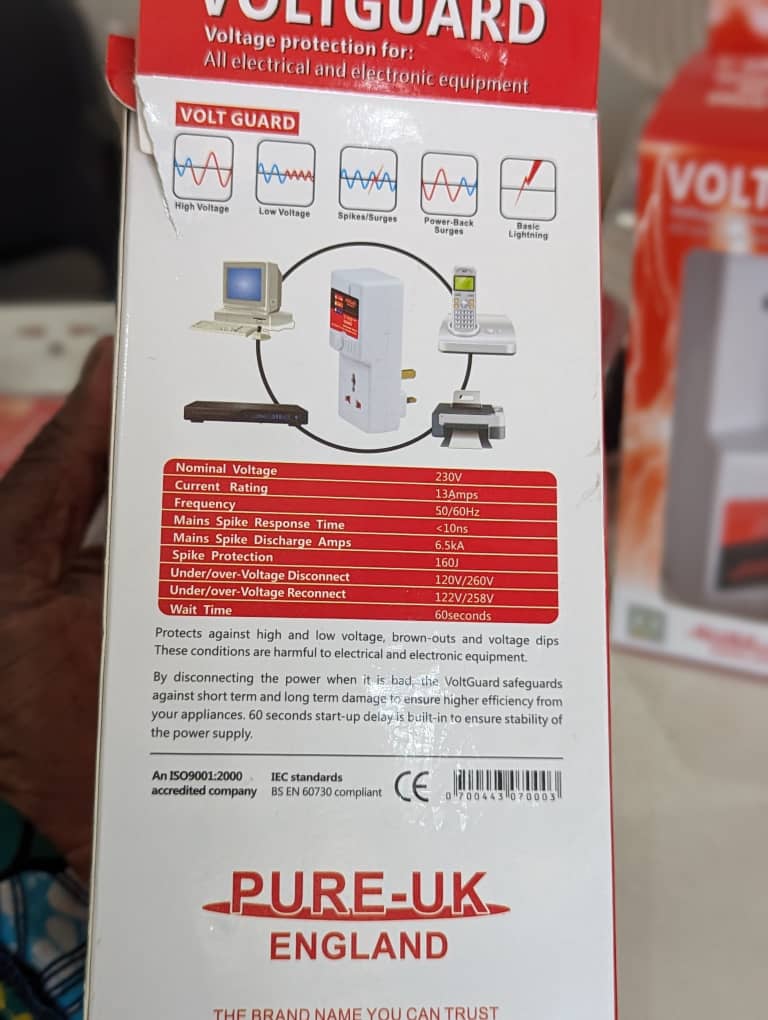 VOLTGUARD
Voltage protection for:
All electrical and electronic equipment
VOLT GUARD
High Voltage
Low Voltage
Spikes/Surges
Power-Back
Surges
Basic
Lightning
Nominal Voltage 230V
Current Rating 13Amps
Frequency 50/60Hz
Mains Spike Response Time <10ns
Mains Spike Discharge Amps 6.5kA
Spike Protection 160J
Under/over-Voltage Disconnect 120V/260V
Under/over-Voltage Reconnect 122V/258V
Wait Time 60seconds
Protects against high and low voltage, brown-outs and voltage dips
These conditions are harmful to electrical and electronic equipment.
By disconnecting the power when it is bad, the VoltGuard safeguards
against short term and long term damage to ensure higher efficiency from
your appliances. 60 seconds start-up delay is built-in to ensure stability of
the power supply.
An ISO9001:2000
accredited company
IEC standards
BS EN 60730 compliant
CE
0 700443 070003
PURE-UK
ENGLAND
THE BRAND NAME YOU CAN TRUST
VOLT